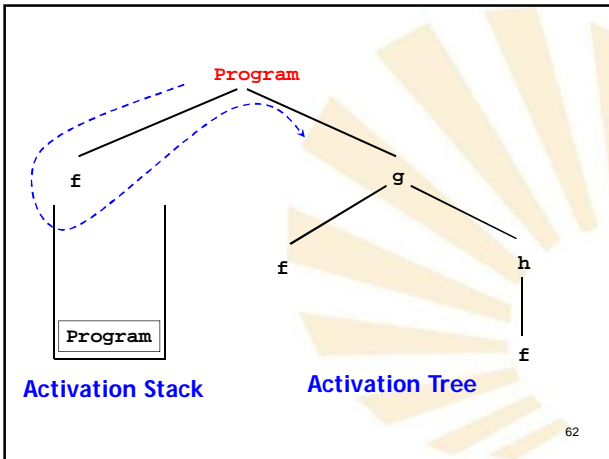 Program
f
g
f
h
Program
f
Activation Stack
Activation Tree
62